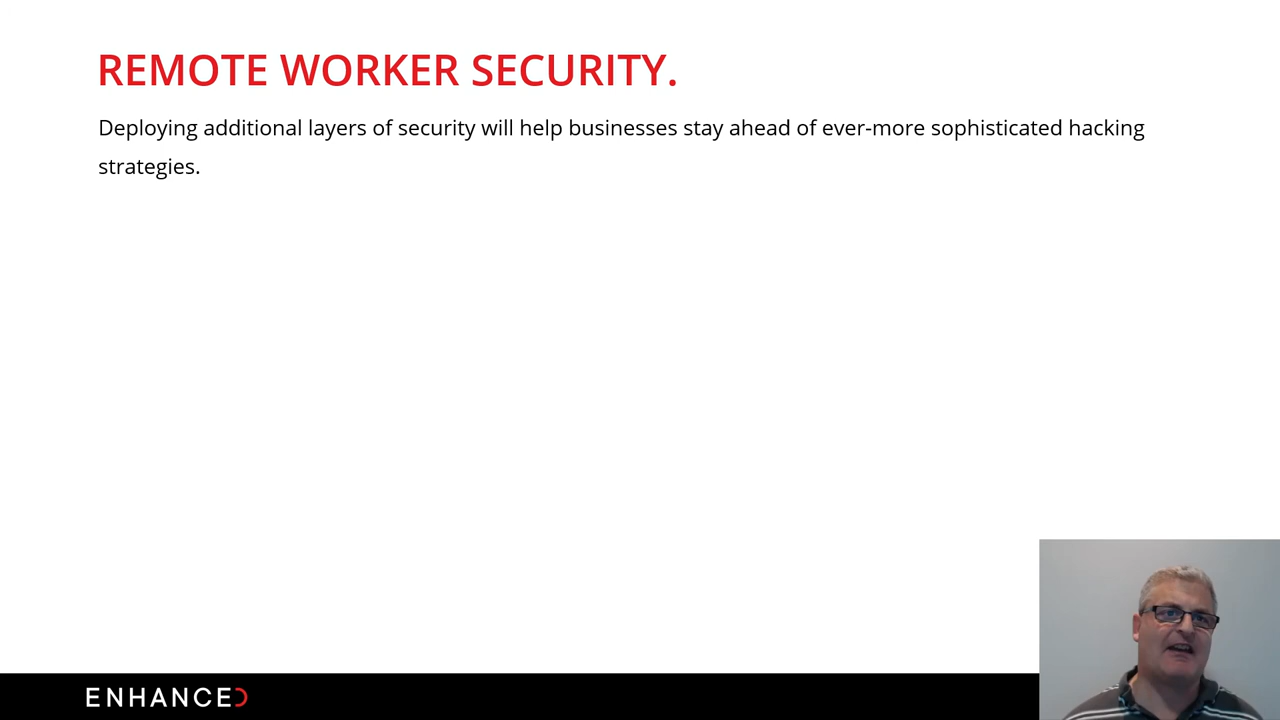 REMOTE WORKER SECURITY.
Deploying additional layers of security will help businesses stay ahead of ever-more sophisticated hacking
strategies.
ENHANCED